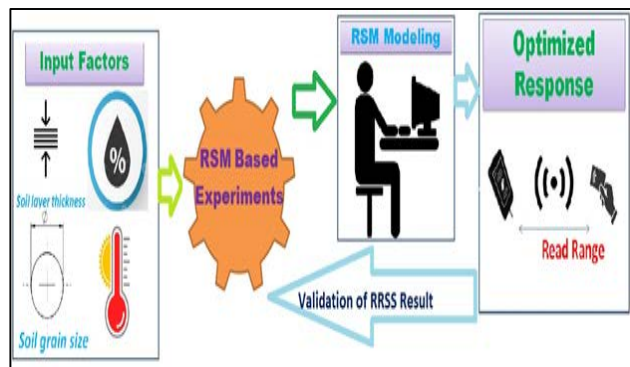 Input Factors
%
Soil layer thickness
Soil grain size
RSM Based
Experiments
RSM Modeling
Optimized
Response
Read Range
Validation of RRSS Result